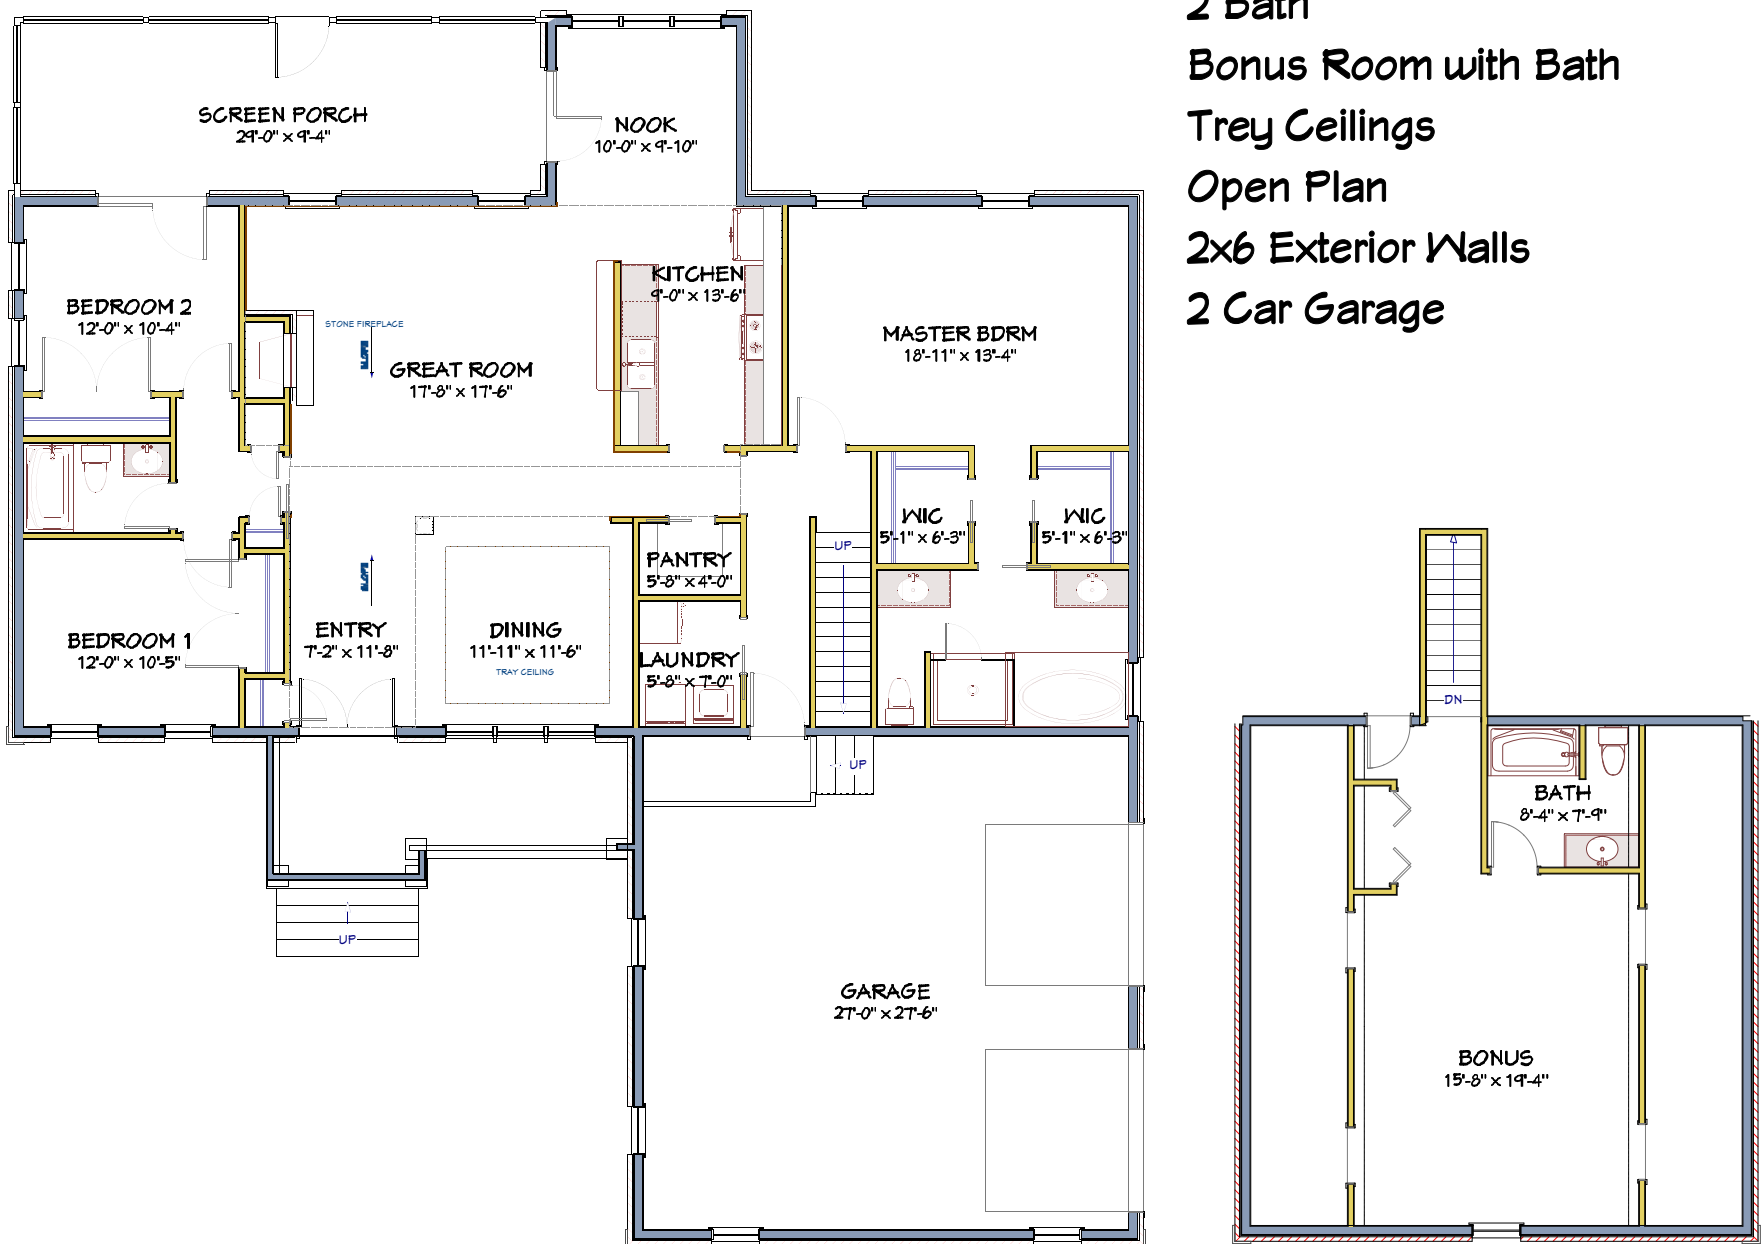 2 Bath
Bonus Room with Bath
Trey Ceilings
Open Plan
2x6 Exterior Walls
2 Car Garage
SCREEN PORCH
29'-0" x 9'-4"
NOOK
10'-0" x 9'-10"
BEDROOM 2
12'-0" x 10'-4"
STONE FIREPLACE
SLOPE
GREAT ROOM
17'-8" x 17'-6"
KITCHEN
9'-0" x 13'-6"
MASTER BDRM
18'-11" x 13'-4"
WIC
5'-1" x 6'-3"
WIC
5'-1" x 6'-3"
UP
PANTRY
5'-8" x 4'-0"
SLOPE
BEDROOM 1
12'-0" x 10'-5"
ENTRY
7'-2" x 11'-8"
DINING
11'-11" x 11'-6"
TRAY CEILING
LAUNDRY
5'-8" x 7'-0"
UP
UP
GARAGE
27'-0" x 27'-6"
DN
BATH
8'-4" x 7'-9"
BONUS
15'-8" x 19'-4"